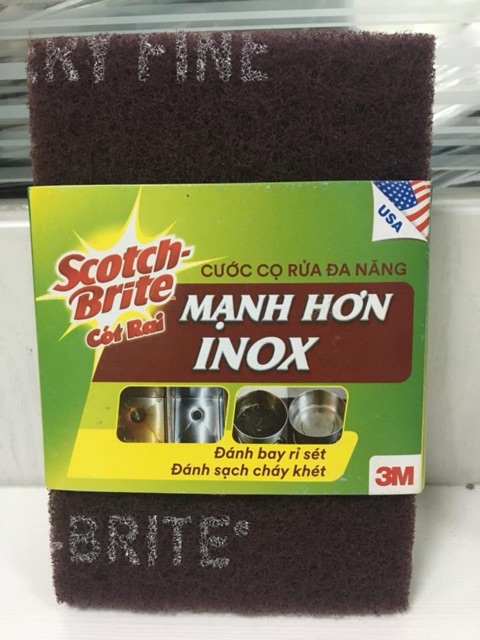 RY FINE
USA
Scotch-
Brite
Cót Rai
CƯỚC CỌ RỬA ĐA NĂNG
MẠNH HƠN
INOX
Đánh bay rỉ sét
Đánh sạch cháy khét
3M
-BRITE®